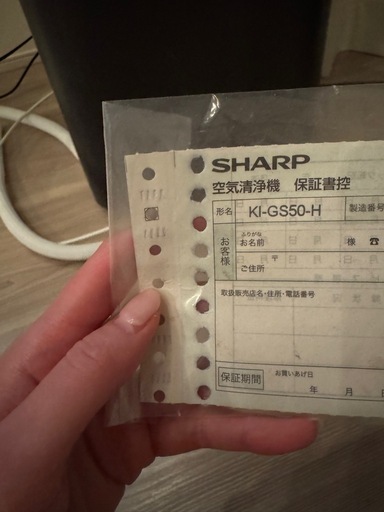 SHARP
空気清浄機 保証書控
形名 KI-GS50-H 製造番号
お客様
ふりがな
お名前 様 ☎
〒
ご住所
取扱販売店名・住所・電話番号
保証期間 お買いあげ日
年 月 日